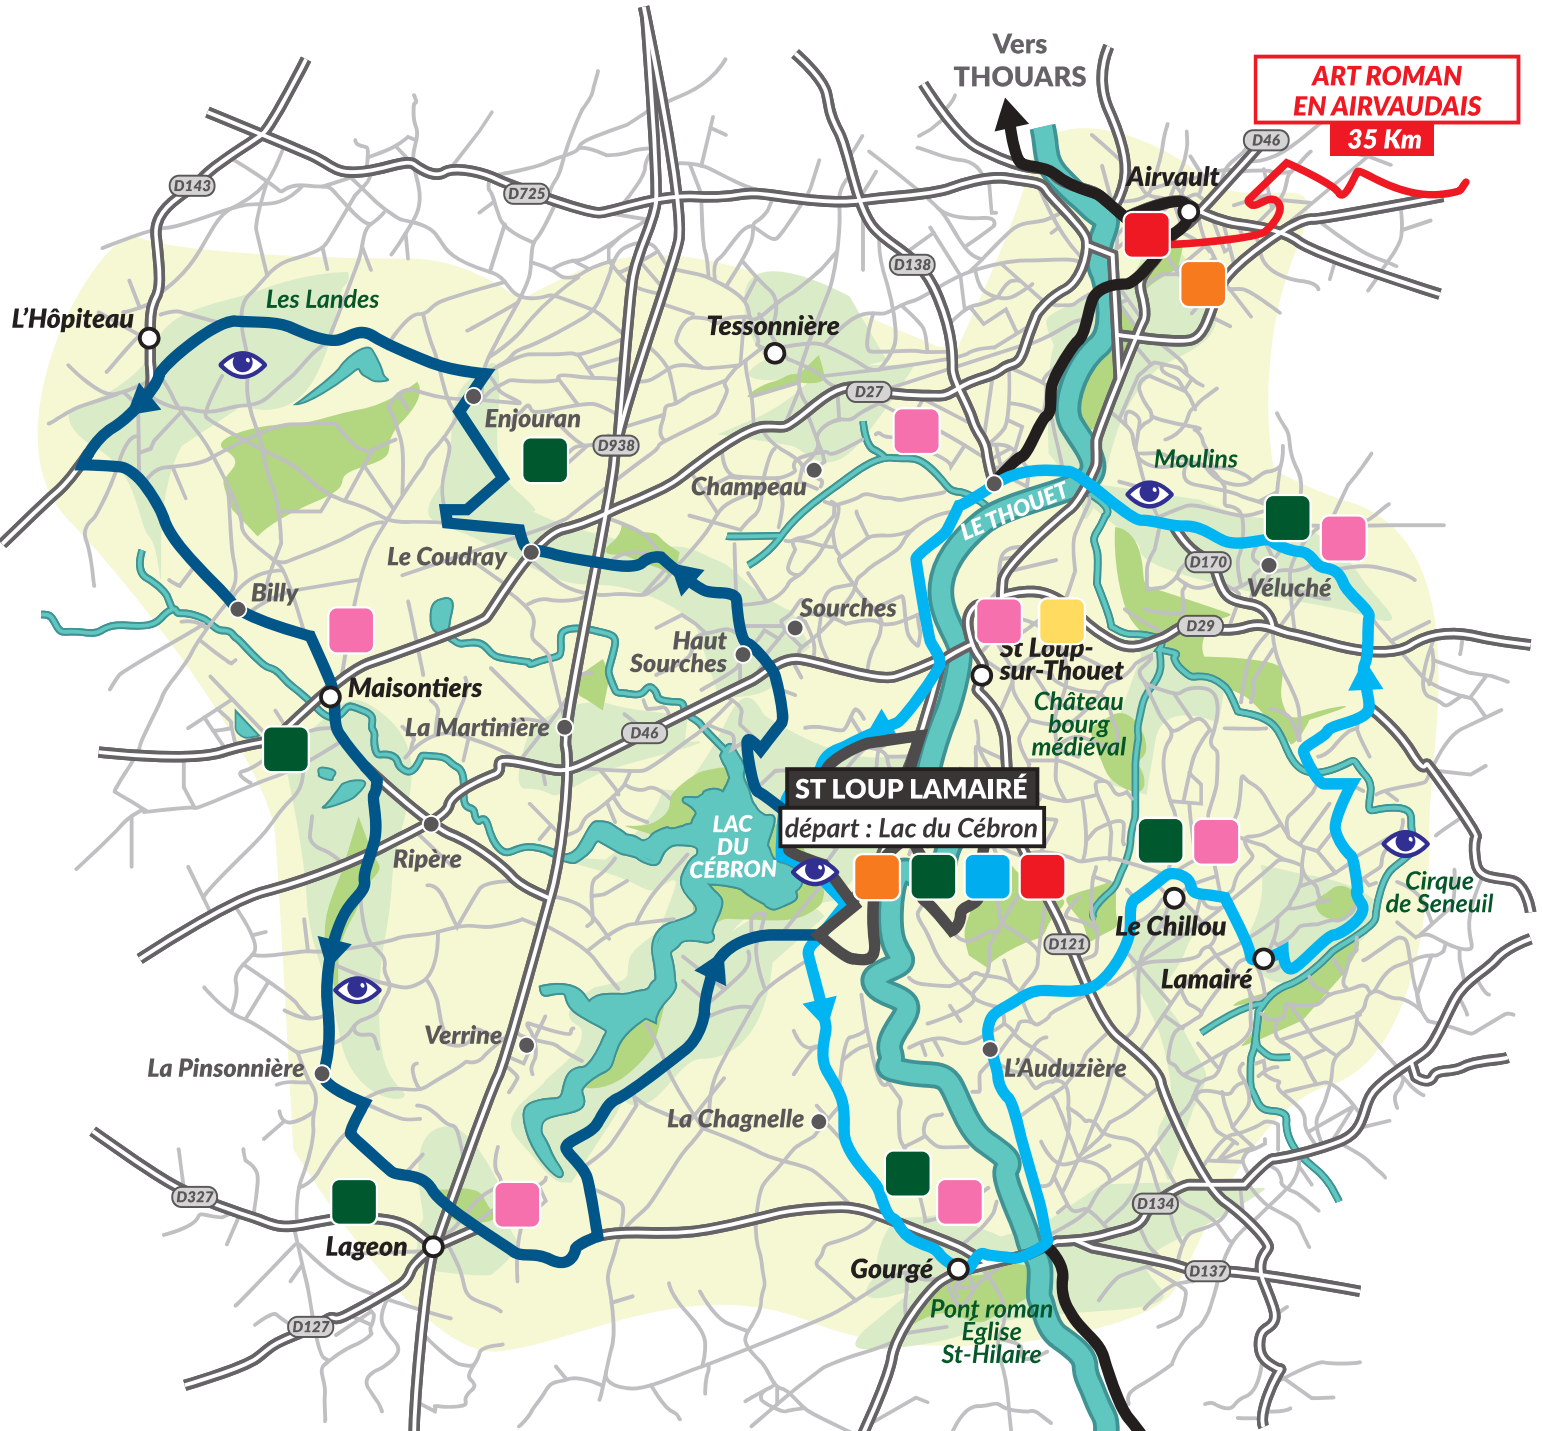 Vers
THOUARS
ART ROMAN
EN AIRVAUDAIS
35 Km
D46
Airvault
D143
D725
D138
Les Landes
L'Hôpiteau
Tessonnière
D27
Enjouran
D938
Champeau
Moulins
LE THOUET
Le Coudray
D170
Véluché
Billy
Sourches
D29
Haut
Sourches
St Loup-
sur-Thouet
Maisontiers
Château
bourg
médiéval
La Martinière
D46
ST LOUP LAMAIRÉ
départ : Lac du Cébron
LAC
DU
CÉBRON
Ripère
Cirque
de Seneuil
Le Chillou
D121
Lamairé
Verrine
La Pinsonnière
L'Auduzière
La Chagnelle
D327
D134
Lageon
Gourgé
D137
Pont roman
Église
St-Hilaire
D127